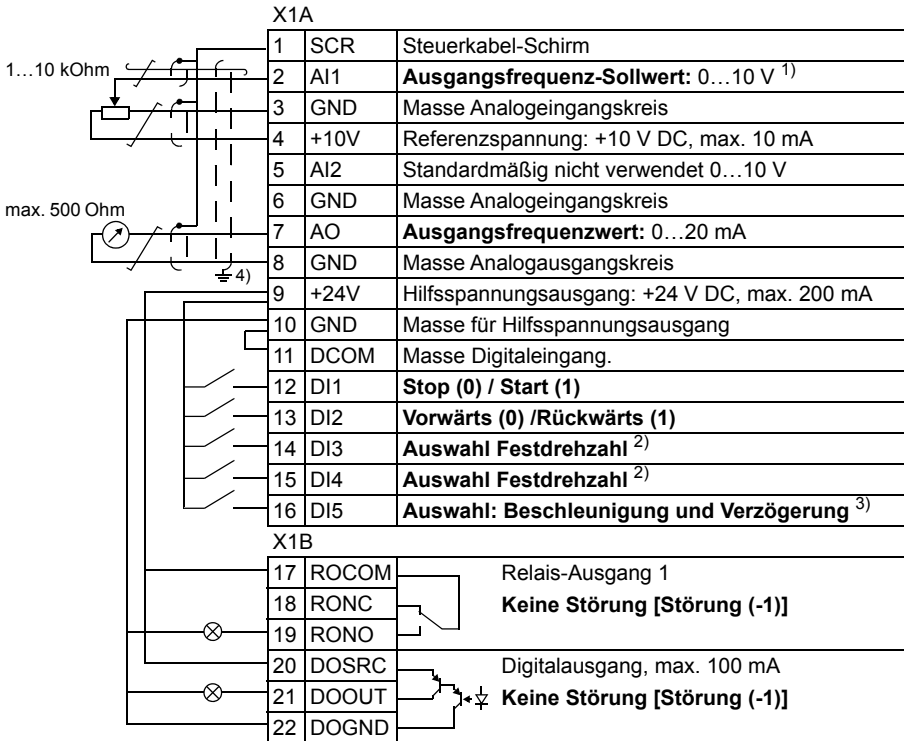 X1A
1 SCR Steuerkabel-Schirm
1…10 kOhm
2 AI1 Ausgangsfrequenz-Sollwert: 0…10 V 1)
3 GND Masse Analogeingangskreis
4 +10V Referenzspannung: +10 V DC, max. 10 mA
5 AI2 Standardmäßig nicht verwendet 0…10 V
6 GND Masse Analogeingangskreis
max. 500 Ohm
7 AO Ausgangsfrequenzwert: 0…20 mA
8 GND Masse Analogausgangskreis
4)
9 +24V Hilfsspannungsausgang: +24 V DC, max. 200 mA
10 GND Masse für Hilfsspannungsausgang
11 DCOM Masse Digitaleingang.
12 DI1 Stop (0) / Start (1)
13 DI2 Vorwärts (0) /Rückwärts (1)
14 DI3 Auswahl Festdrehzahl 2)
15 DI4 Auswahl Festdrehzahl 2)
16 DI5 Auswahl: Beschleunigung und Verzögerung 3)
X1B
17 ROCOM Relais-Ausgang 1
18 RONC Keine Störung [Störung (-1)]
19 RONO
20 DOSRC Digitalausgang, max. 100 mA
21 DOOUT Keine Störung [Störung (-1)]
22 DOGND